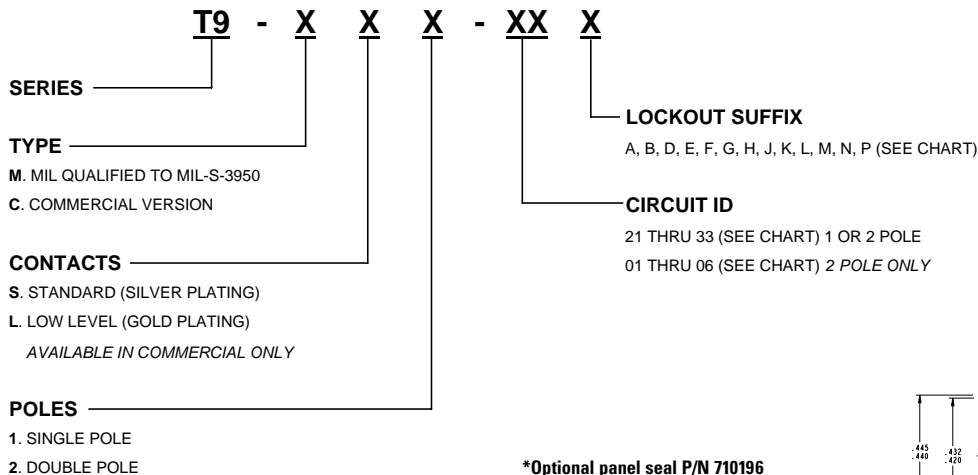 T9 - X X X - XX X
SERIES
TYPE
M. MIL QUALIFIED TO MIL-S-3950
C. COMMERCIAL VERSION
CONTACTS
S. STANDARD (SILVER PLATING)
L. LOW LEVEL (GOLD PLATING)
AVAILABLE IN COMMERCIAL ONLY
POLES
1. SINGLE POLE
2. DOUBLE POLE
LOCKOUT SUFFIX
A, B, D, E, F, G, H, J, K, L, M, N, P (SEE CHART)
CIRCUIT ID
21 THRU 33 (SEE CHART) 1 OR 2 POLE
01 THRU 06 (SEE CHART) 2 POLE ONLY
*Optional panel seal P/N 710196
.445 .432
.440 .420